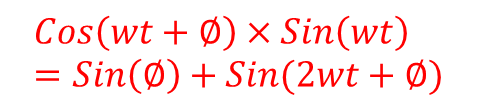 Cos(wt + ∅) × Sin(wt)
= Sin(∅) + Sin(2wt + ∅)